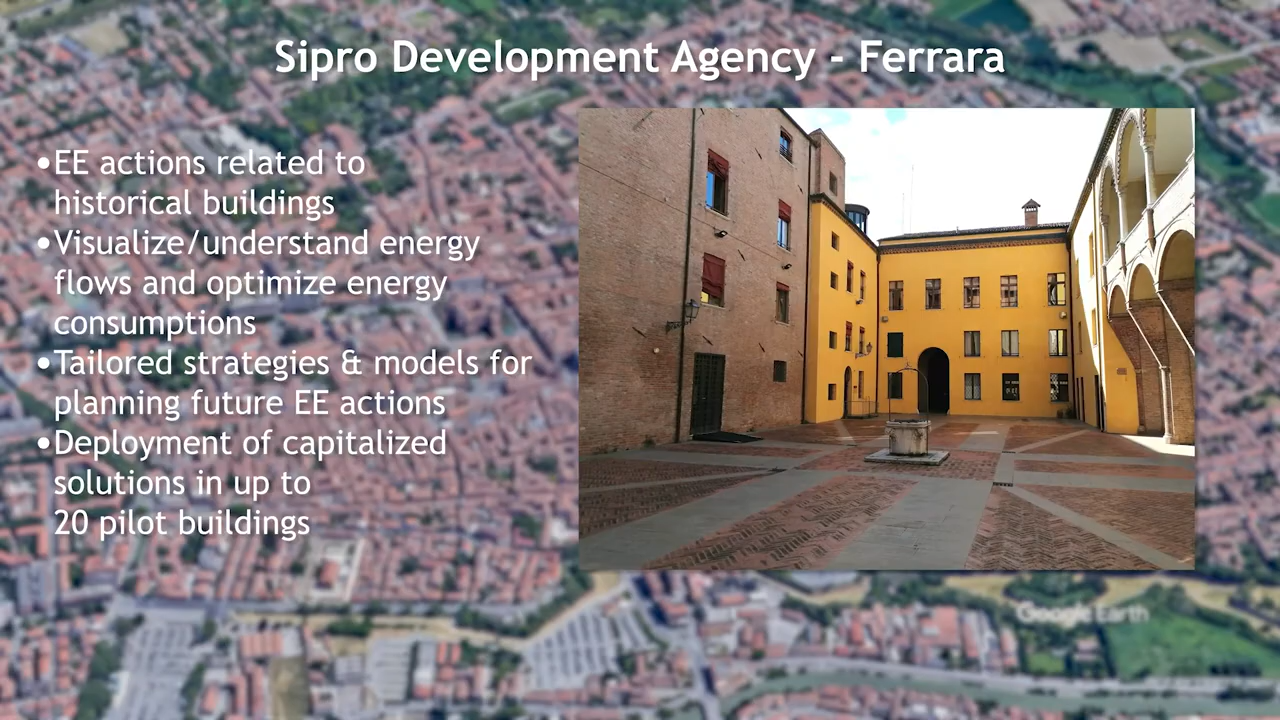 Sipro Development Agency - Ferrara
•EE actions related to
historical buildings
•Visualize/understand energy
flows and optimize energy
consumptions
•Tailored strategies & models for
planning future EE actions
•Deployment of capitalized
solutions in up to
20 pilot buildings
Google Earth